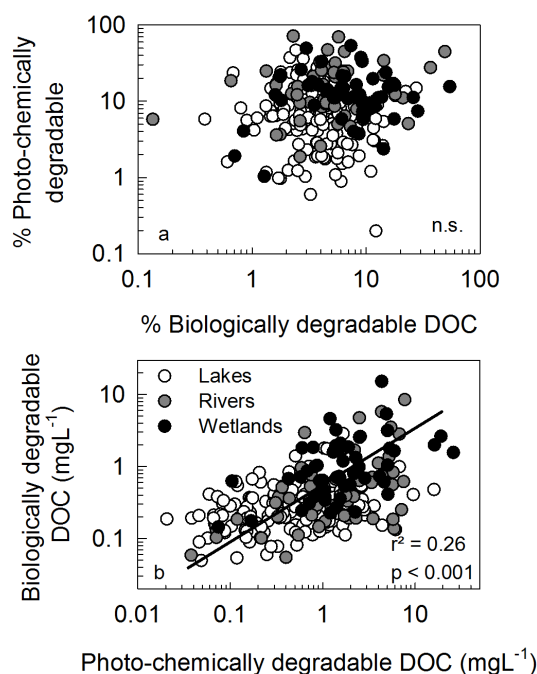 100
10
1
0.1
% Photo-chemically
degradable
a
n.s.
0.1 1 10 100
% Biologically degradable DOC
10
1
0.1
Biologically degradable
DOC (mgL⁻¹)
Lakes
Rivers
Wetlands
r² = 0.26
p < 0.001
b
0.01 0.1 1 10
Photo-chemically degradable DOC (mgL⁻¹)